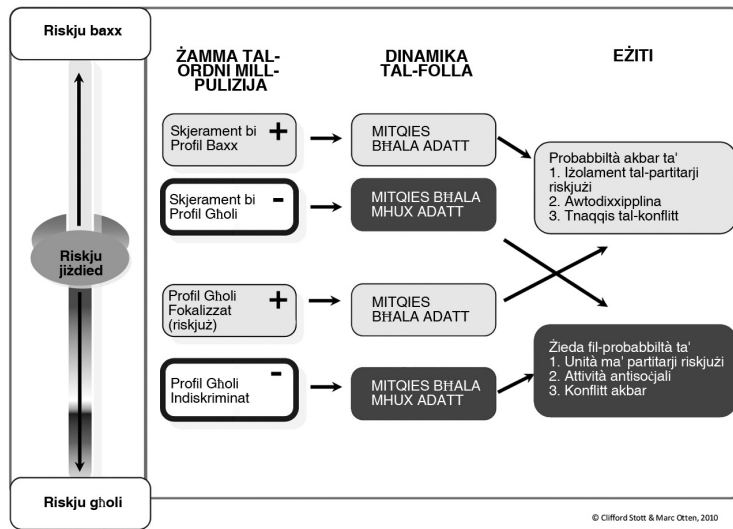 Riskju baxx
ŻAMMA TAL-
ORDNI MILL-
PULIZIJA
DINAMIKA
TAL-FOLLA
EŻITI
Skjerament bi
Profil Baxx
+
MITQIES
BĦALA ADATT
Skjerament bi
Profil Għoli
-
MITQIES BĦALA
MHUX ADATT
Probabbiltà akbar ta'
1. Iżolament tal-partitarji
riskjużi
2. Awtodixxipplina
3. Tnaqqis tal-konflitt
Riskju
jiżdied
Profil Għoli
Fokalizzat
(riskjuż)
+
MITQIES
BĦALA ADATT
Profil Għoli
Indiskriminat
-
MITQIES BĦALA
MHUX ADATT
Żieda fil-probabbiltà ta'
1. Unità ma' partitarji riskjużi
2. Attività antisoċjali
3. Konflitt akbar
Riskju għoli
© Clifford Stott & Marc Otten, 2010